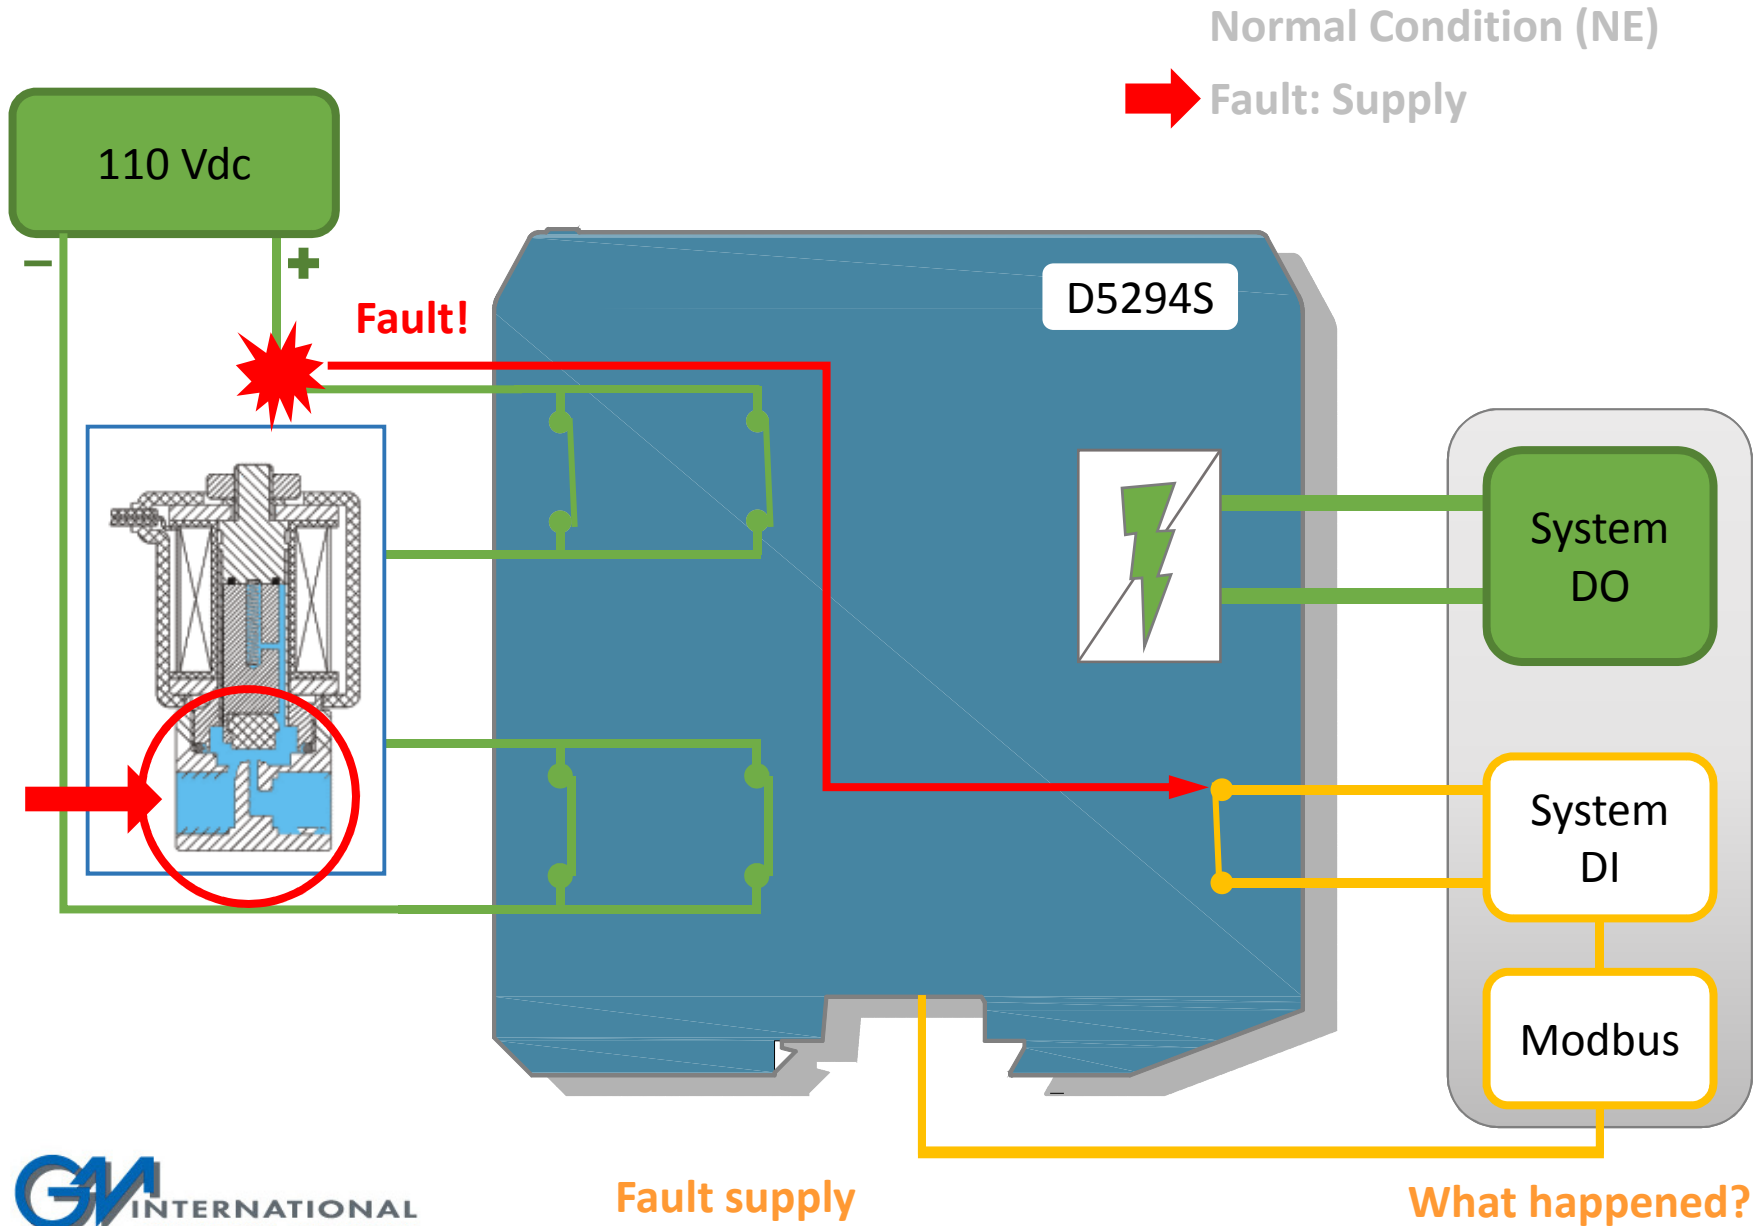 Normal Condition (NE)
Fault: Supply
110 Vdc
– +
Fault!
D5294S
System
DO
System
DI
Modbus
GM INTERNATIONAL
Fault supply
What happened?